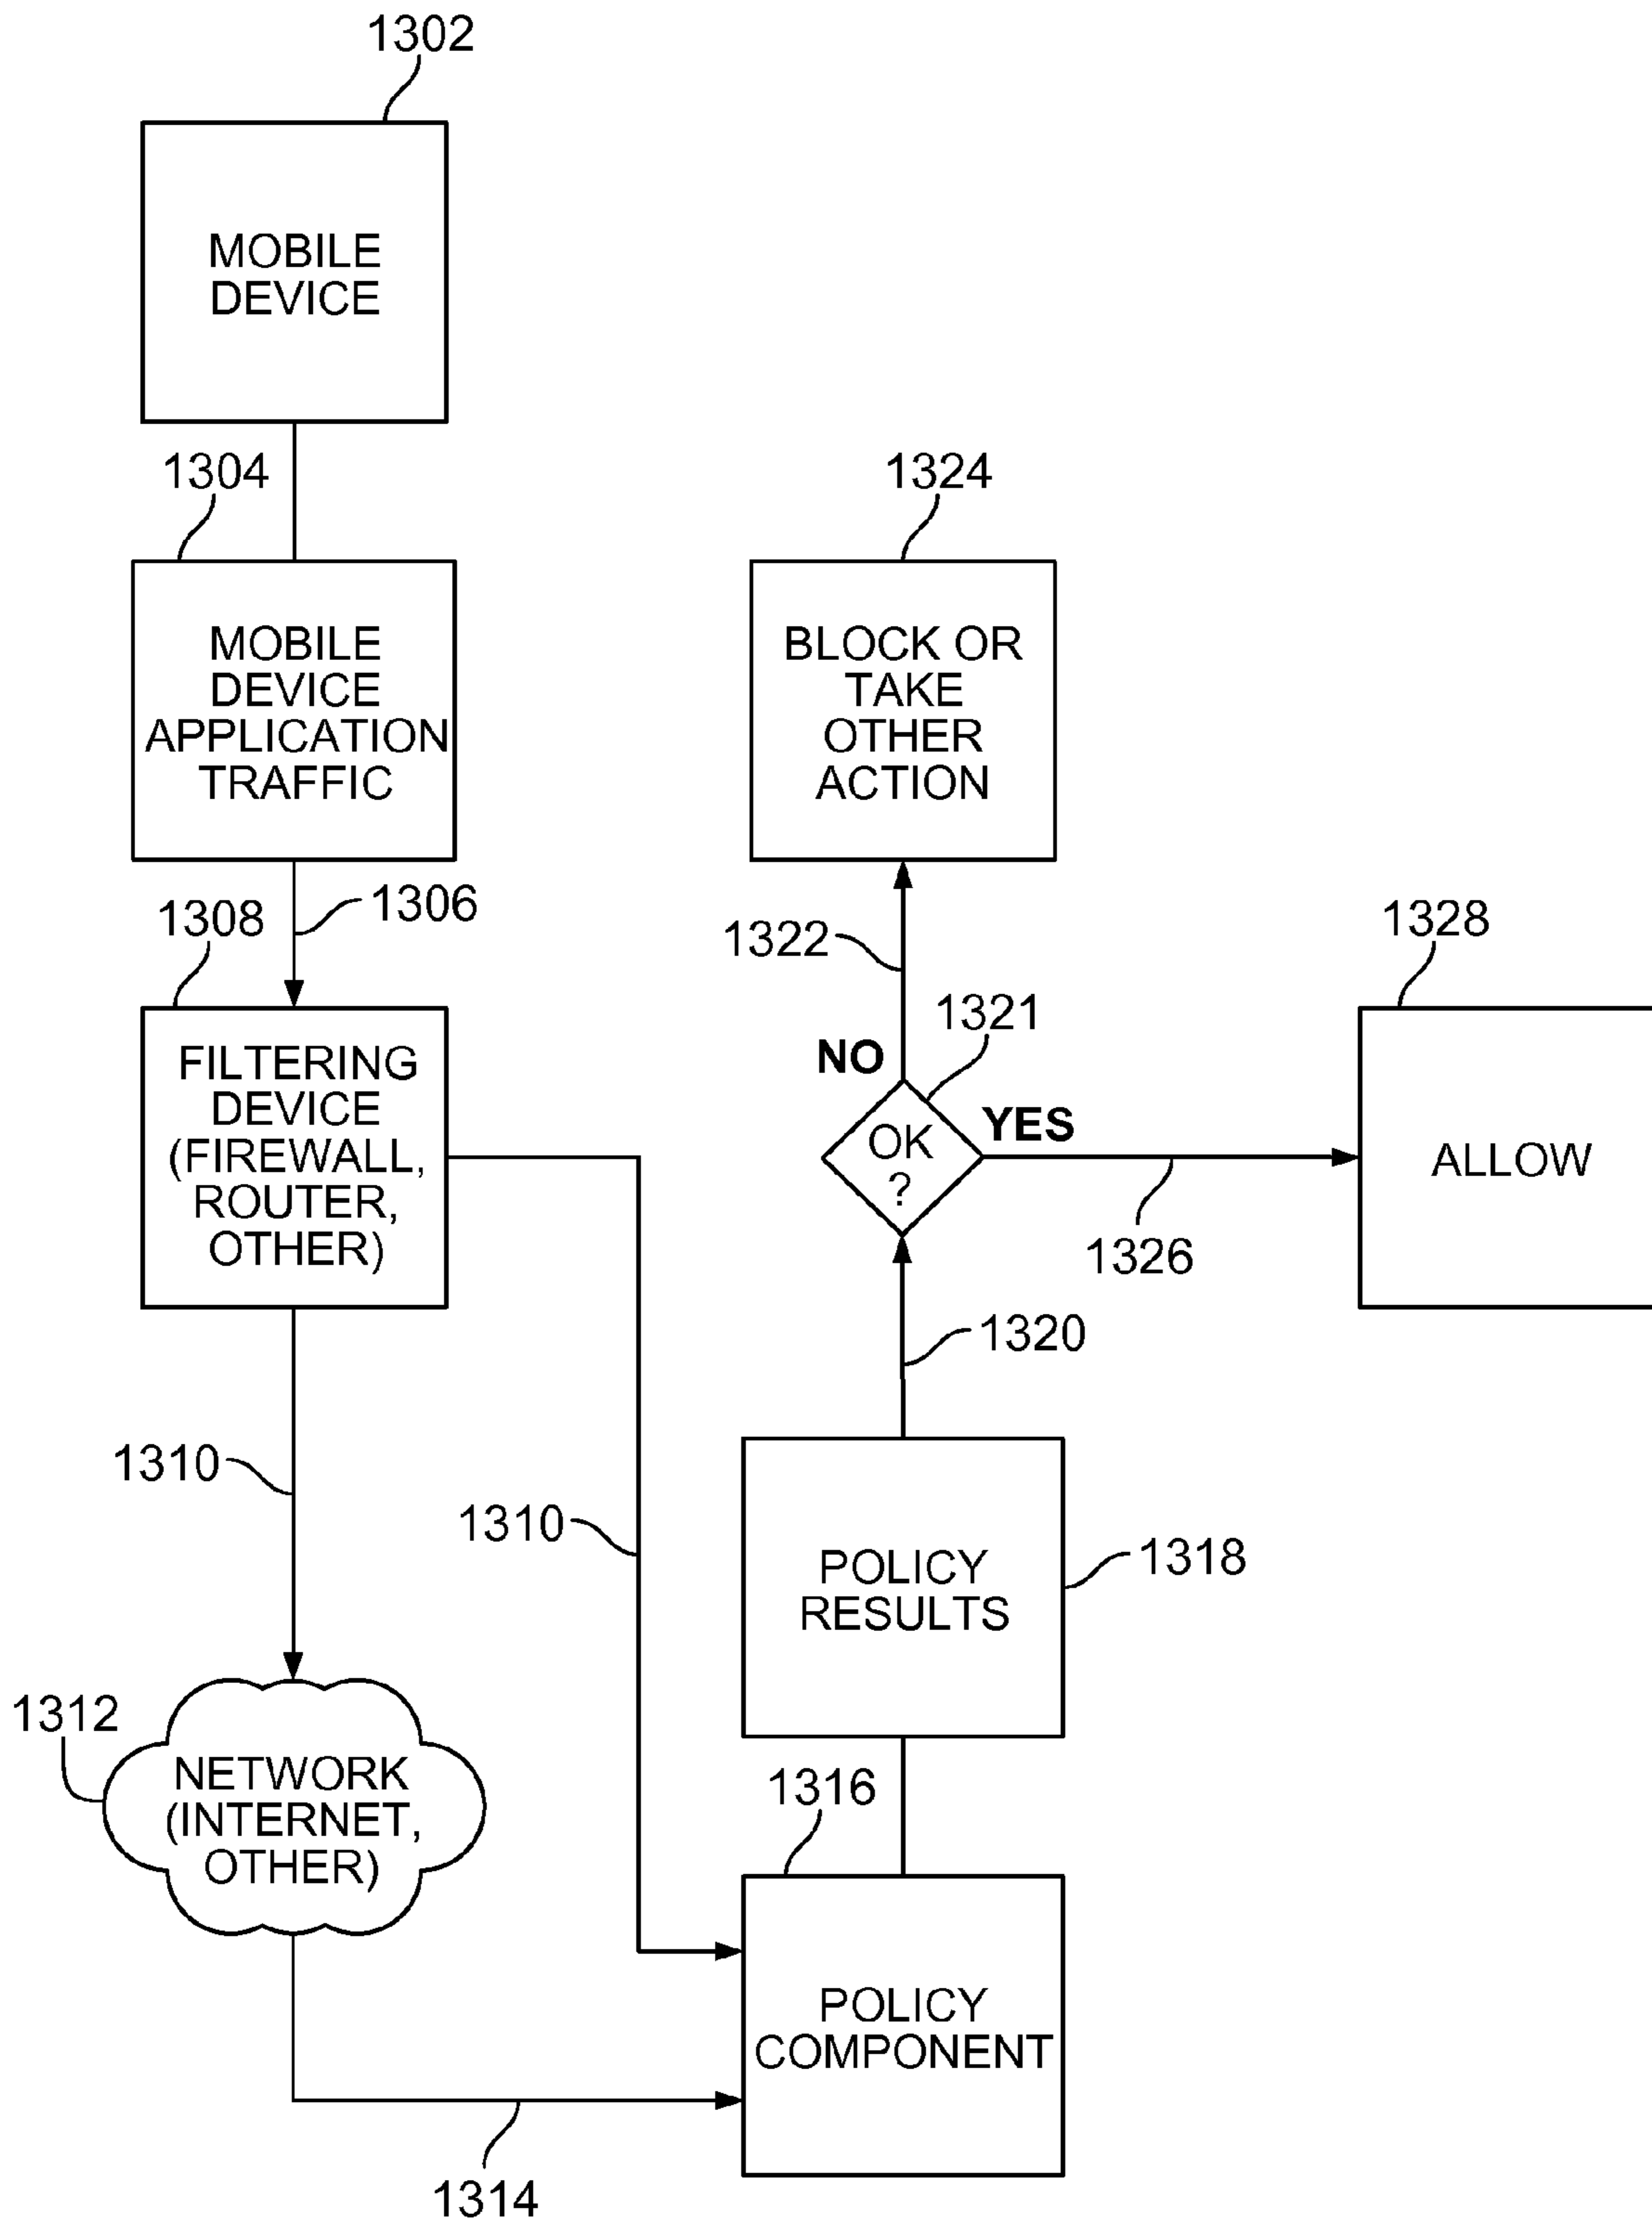 1302
MOBILE
DEVICE
1304
MOBILE
DEVICE
APPLICATION
TRAFFIC
1306
1308
FILTERING
DEVICE
(FIREWALL,
ROUTER,
OTHER)
1310
1310
1312
NETWORK
(INTERNET,
OTHER)
1314
1316
POLICY
COMPONENT
POLICY
RESULTS
1318
1320
OK
?
1321
NO
1322
1324
BLOCK OR
TAKE
OTHER
ACTION
YES
1326
1328
ALLOW